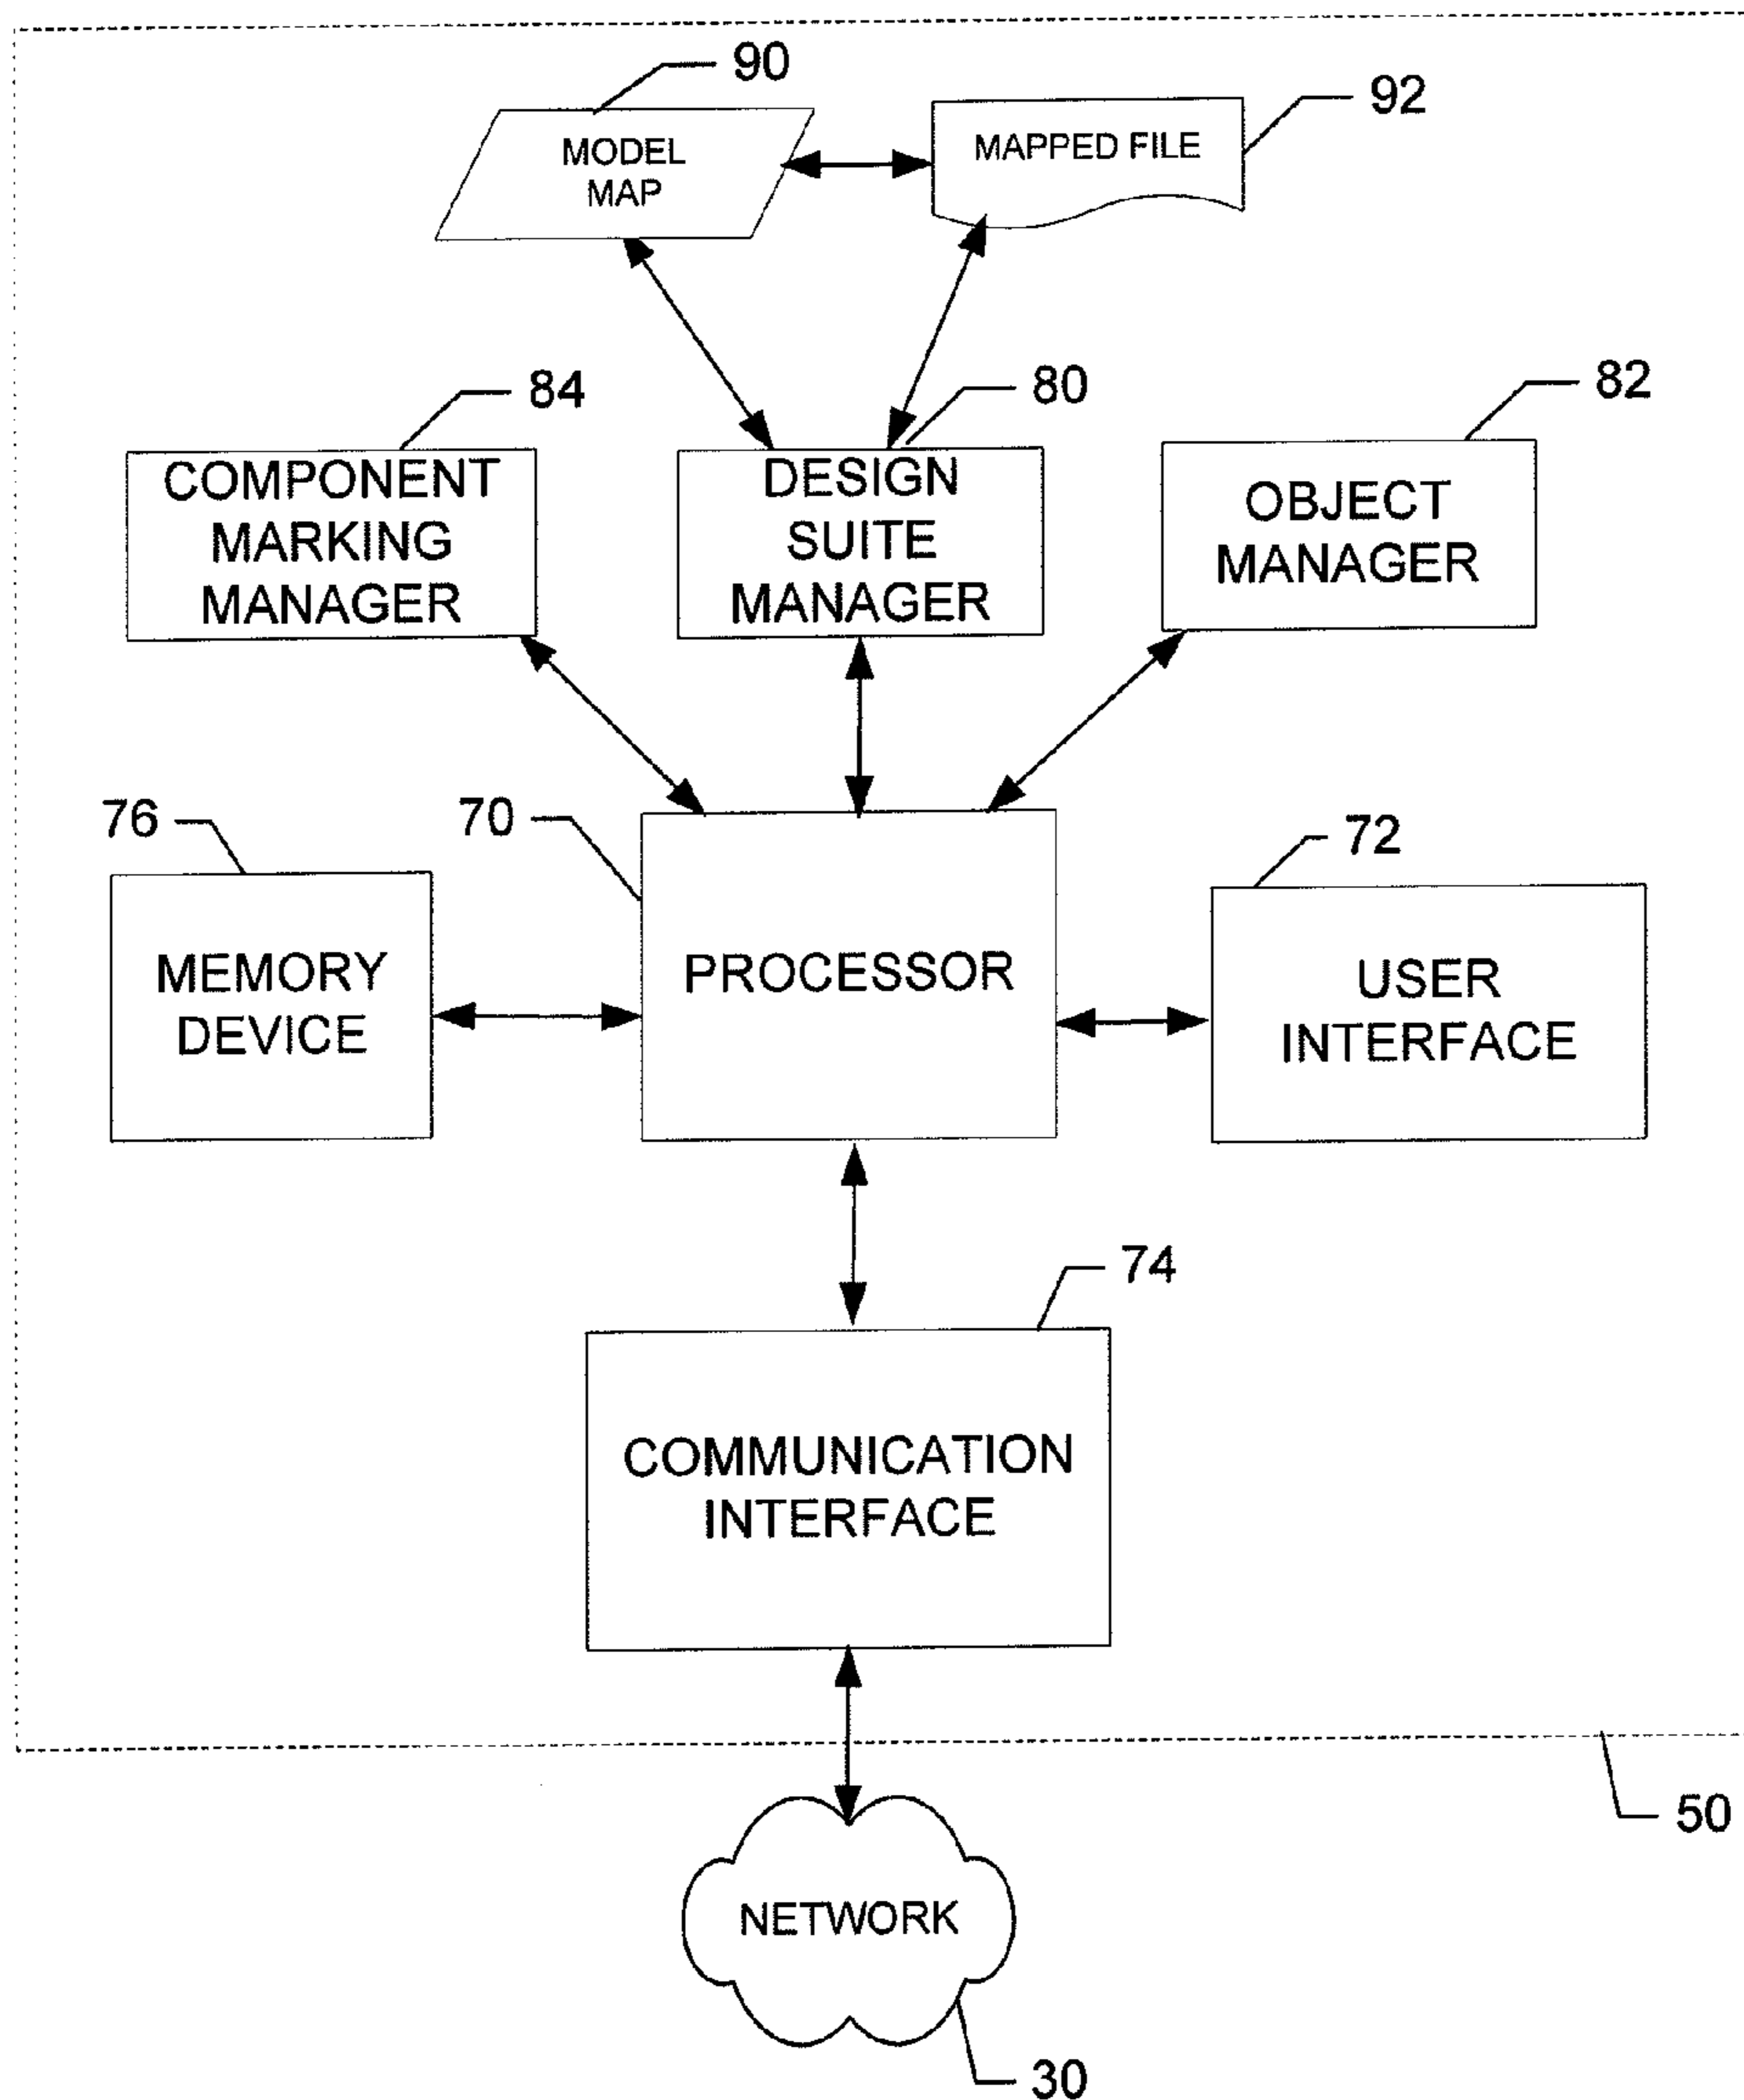 90
92
MODEL
MAP
MAPPED FILE
84
80
82
COMPONENT
MARKING
MANAGER
DESIGN
SUITE
MANAGER
OBJECT
MANAGER
76
70
72
MEMORY
DEVICE
PROCESSOR
USER
INTERFACE
74
COMMUNICATION
INTERFACE
50
NETWORK
30